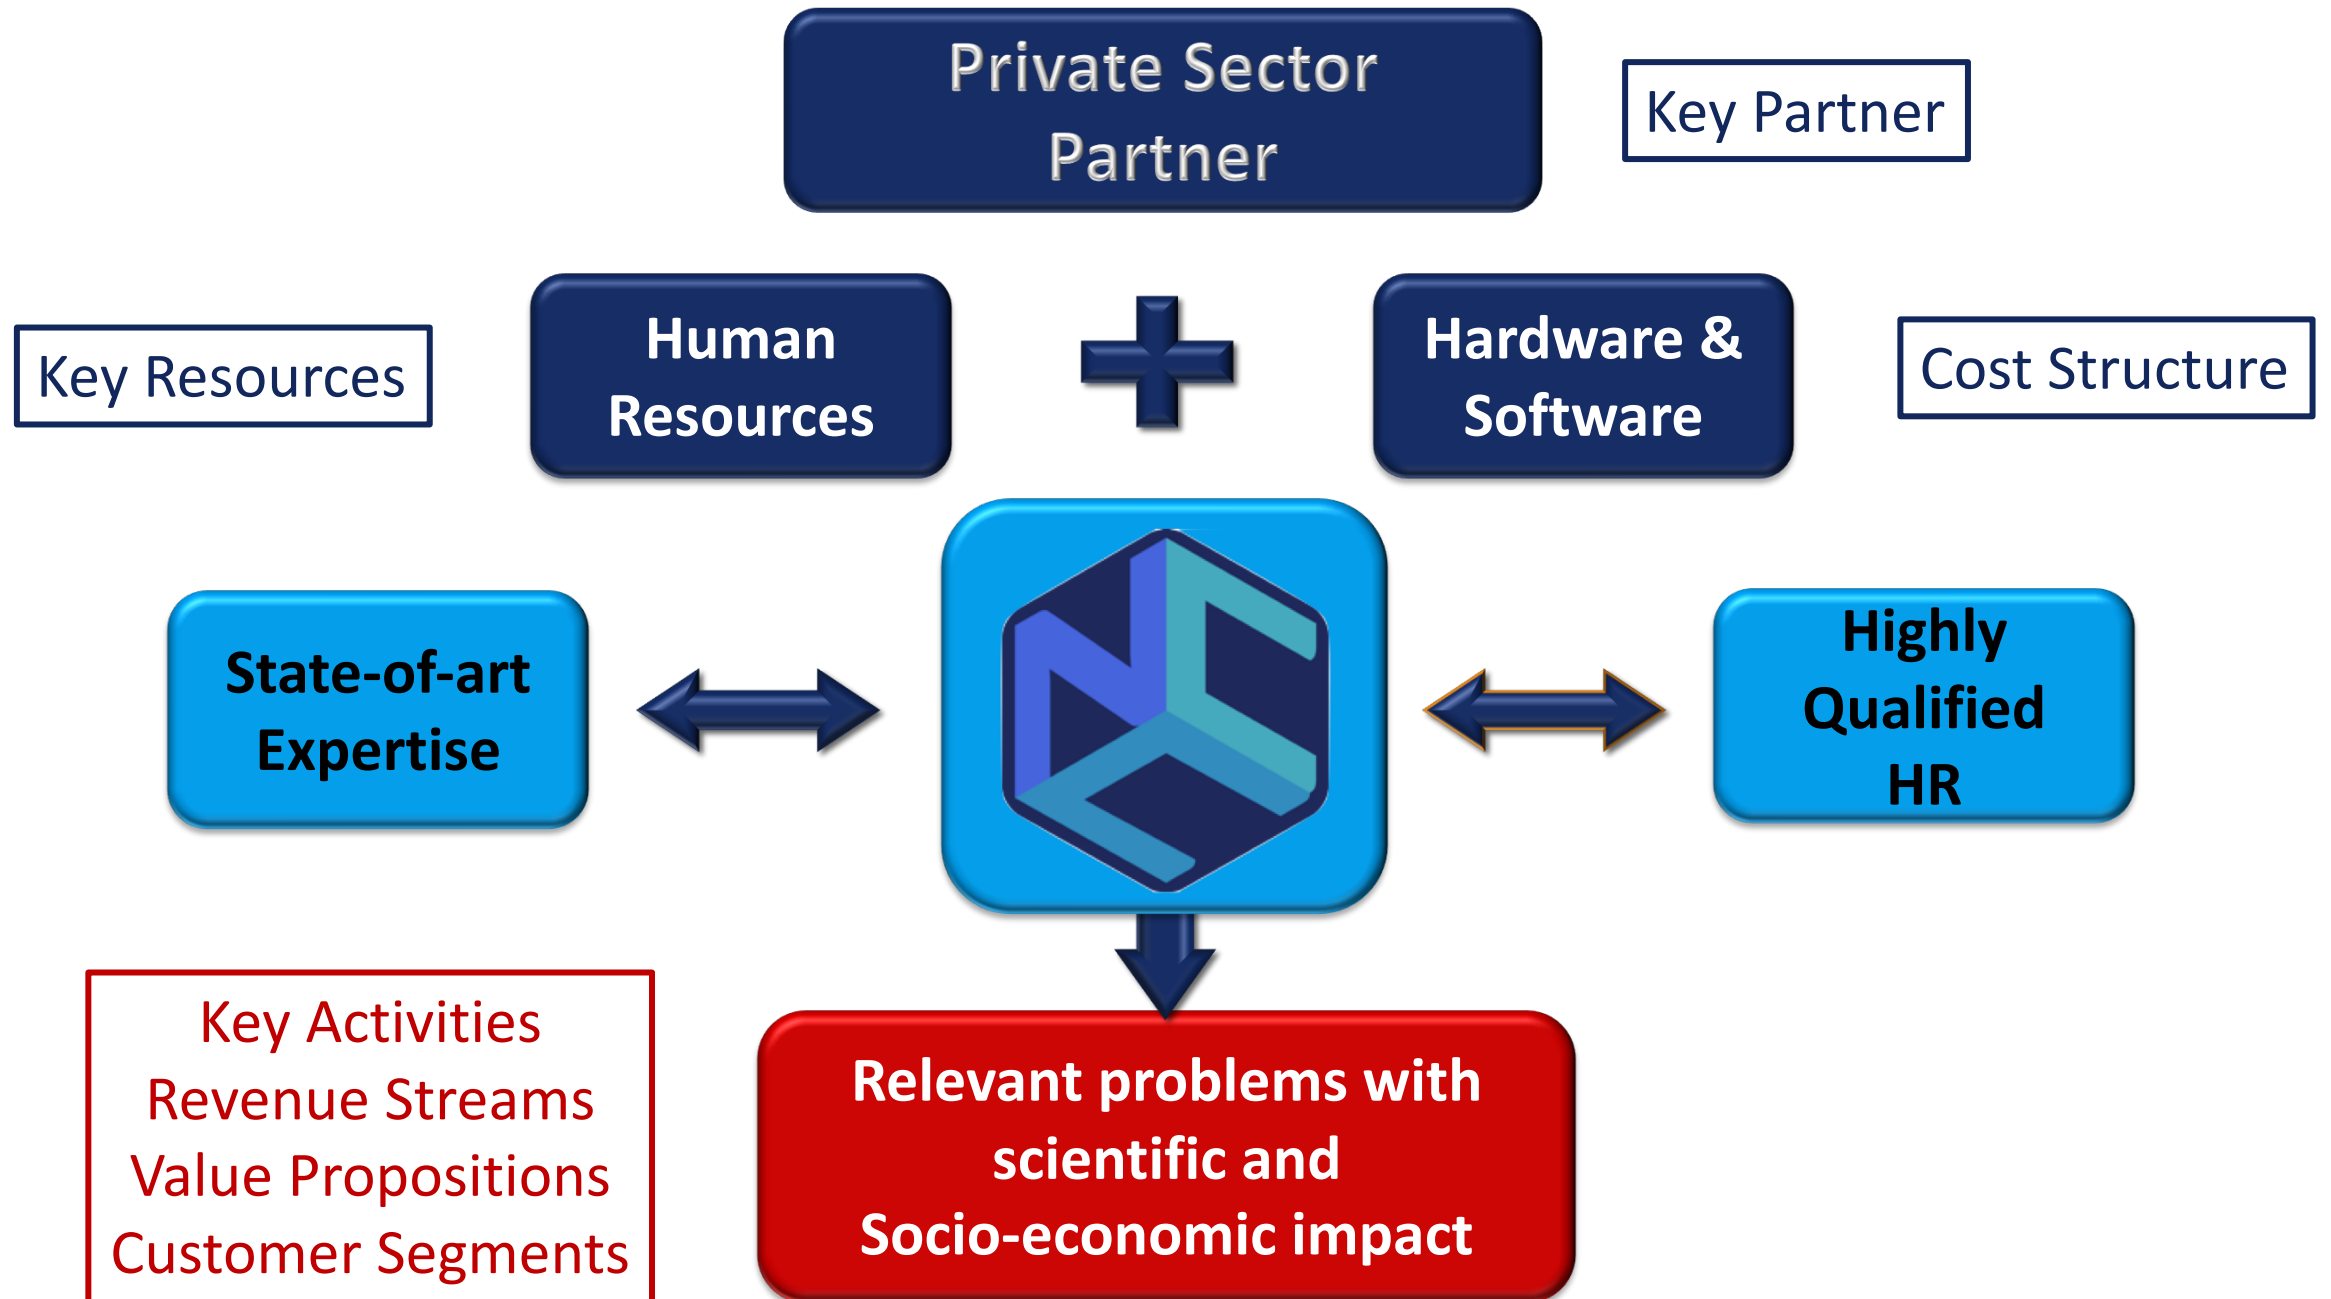 Private Sector
Partner
Key Partner
Key Resources
Human
Resources
Hardware &
Software
Cost Structure
State-of-art
Expertise
Highly
Qualified
HR
Key Activities
Revenue Streams
Value Propositions
Customer Segments
Relevant problems with
scientific and
Socio-economic impact